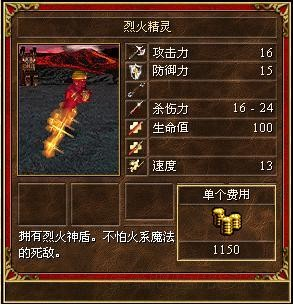 烈火精灵
攻击力 16
防御力 15
杀伤力 16 - 24
生命值 100
速度 13
单个费用
1150
拥有烈火神盾。不怕火系魔法
的死敌。